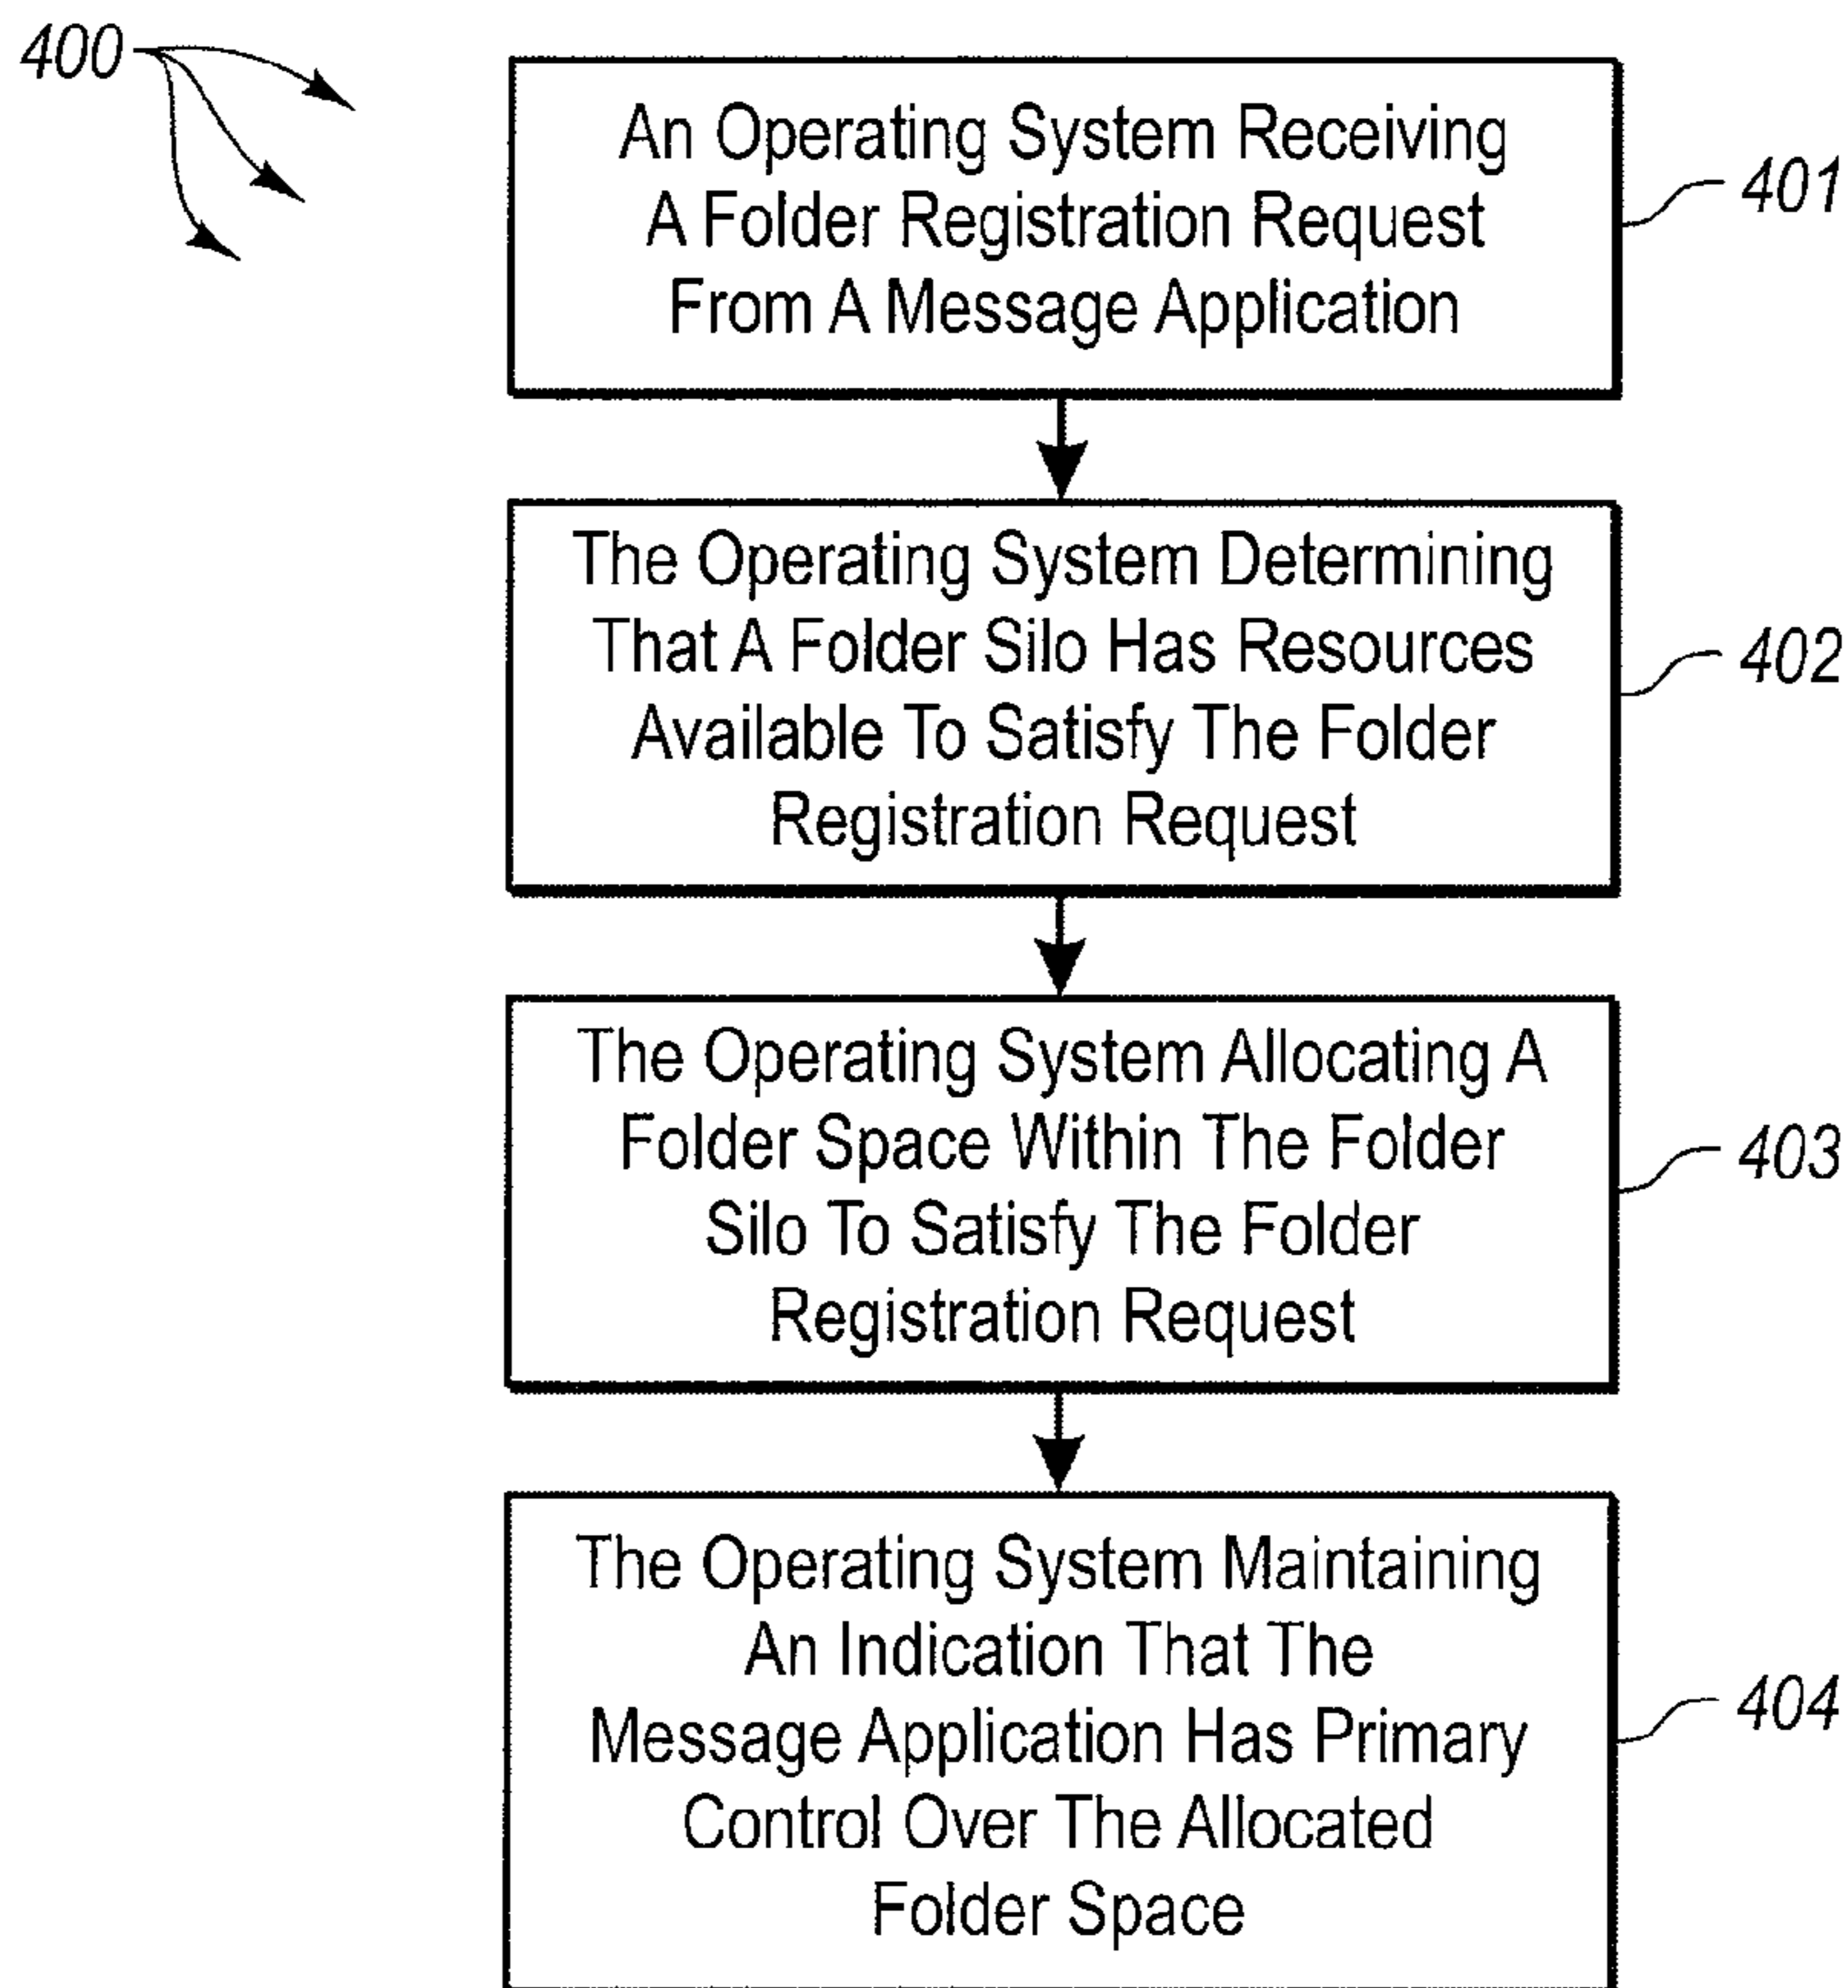 400
An Operating System Receiving
A Folder Registration Request
From A Message Application
401
The Operating System Determining
That A Folder Silo Has Resources
Available To Satisfy The Folder
Registration Request
402
The Operating System Allocating A
Folder Space Within The Folder
Silo To Satisfy The Folder
Registration Request
403
The Operating System Maintaining
An Indication That The
Message Application Has Primary
Control Over The Allocated
Folder Space
404